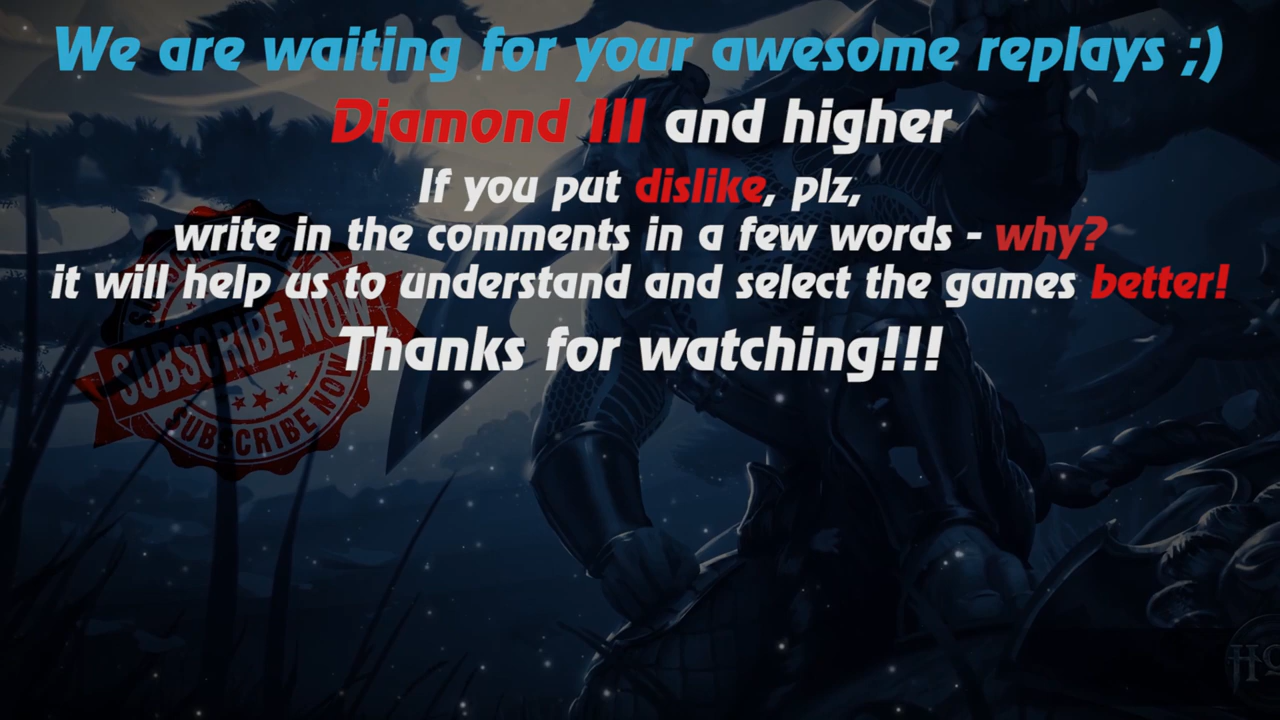 We are waiting for your awesome replays ;)
Diamond III and higher
If you put dislike, plz,
write in the comments in a few words - why?
it will help us to understand and select the games better!
SUBSCRIBE NOW
Thanks for watching!!!
SUBSCRIBE NOW